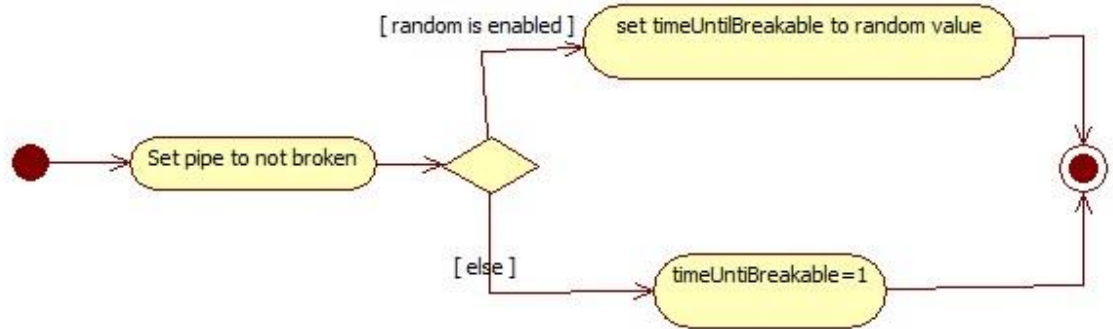 [ random is enabled ]
set timeUntilBreakable to random value
Set pipe to not broken
[ else ]
timeUntiBreakable=1